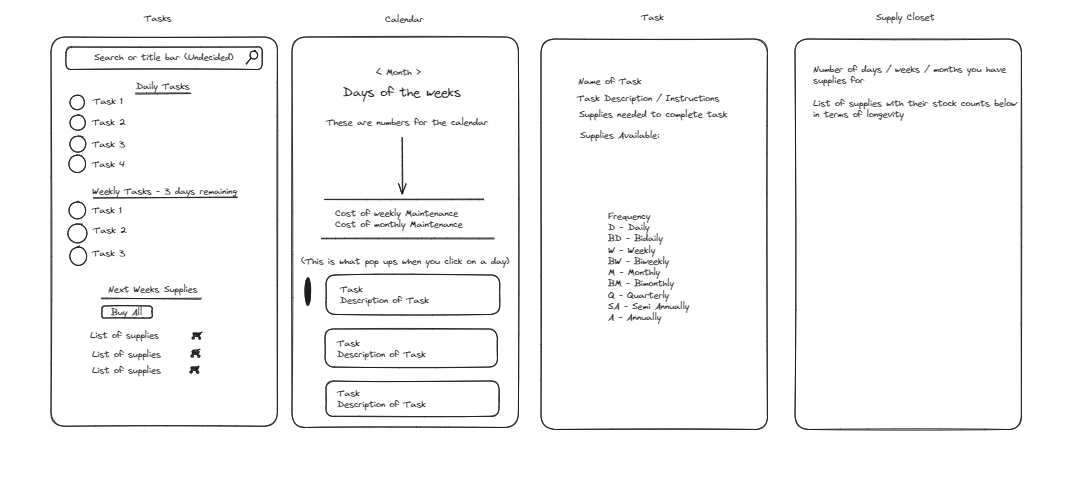 Tasks
Search or title bar (Undecided)
Daily Tasks
Task 1
Task 2
Task 3
Task 4
Weekly Tasks - 3 days remaining
Task 1
Task 2
Task 3
Next Weeks Supplies
Buy All
List of supplies
List of supplies
List of supplies
Calendar
< Month >
Days of the weeks
These are numbers for the calendar
Cost of weekly Maintenance
Cost of monthly Maintenance
(This is what pop ups when you click on a day)
Task
Description of Task
Task
Description of Task
Task
Description of Task
Task
Name of Task
Task Description / Instructions
Supplies needed to complete task
Supplies Available:
Frequency
D - Daily
BD - Bidaily
W - Weekly
BW - Biweekly
M - Monthly
BM - Bimonthly
Q - Quarterly
SA - Semi Annually
A - Annually
Supply Closet
Number of days / weeks / months you have
supplies for
List of supplies with their stock counts below
in terms of longevity